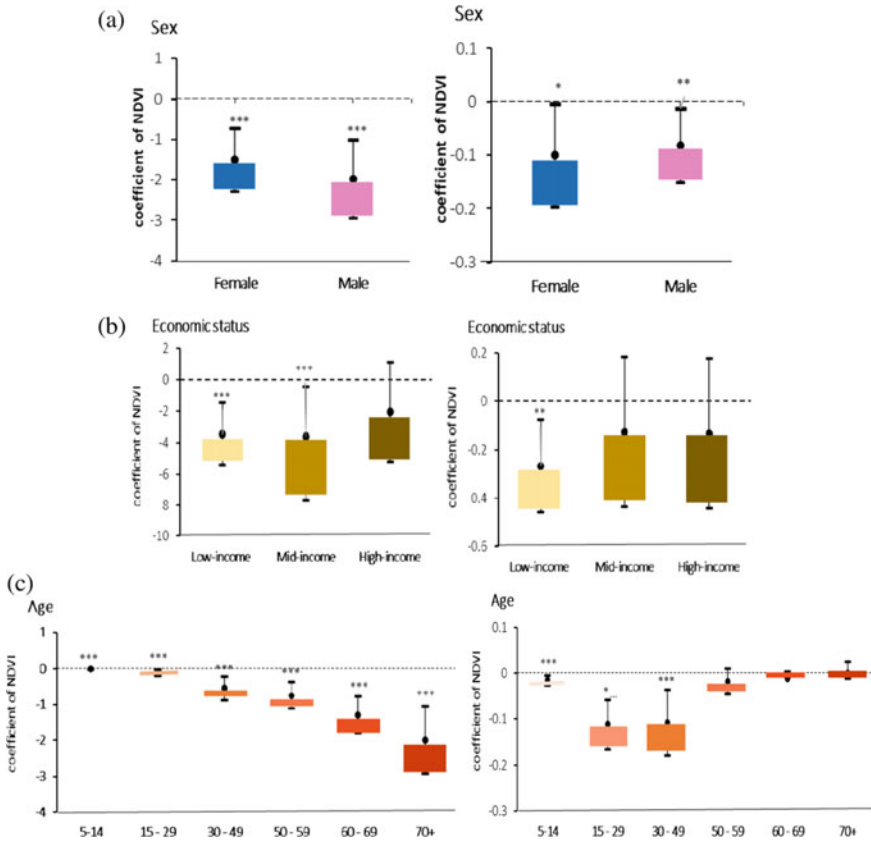 (a)
Sex
coefficient of NDVI
1
0
-1
-2
-3
-4
***
***
Female
Male
Sex
coefficient of NDVI
0.1
0
-0.1
-0.2
-0.3
*
**
Female
Male
(b)
Economic status
coefficient of NDVI
2
0
-2
-4
-6
8
-10
***
+++
Low-income
Mid-income
High-income
Economic status
coefficient of NDVI
0.2
0
-0.2
0.4
-0.5
**
Low-income
Mid-income
High-income
(c)
Age
coefficient of NDVI
1
0
-1
-2
-3
-4
***
***
***
***
***
+++
5-14
15 - 29
30 - 49
50 - 59
60 - 69
70+
Age
coefficient of NDVI
0.1
0
-0.1
-0.2
-0.3
***
*
***
5-14
15 - 29
30 - 49
50 - 59
60 - 69
70+